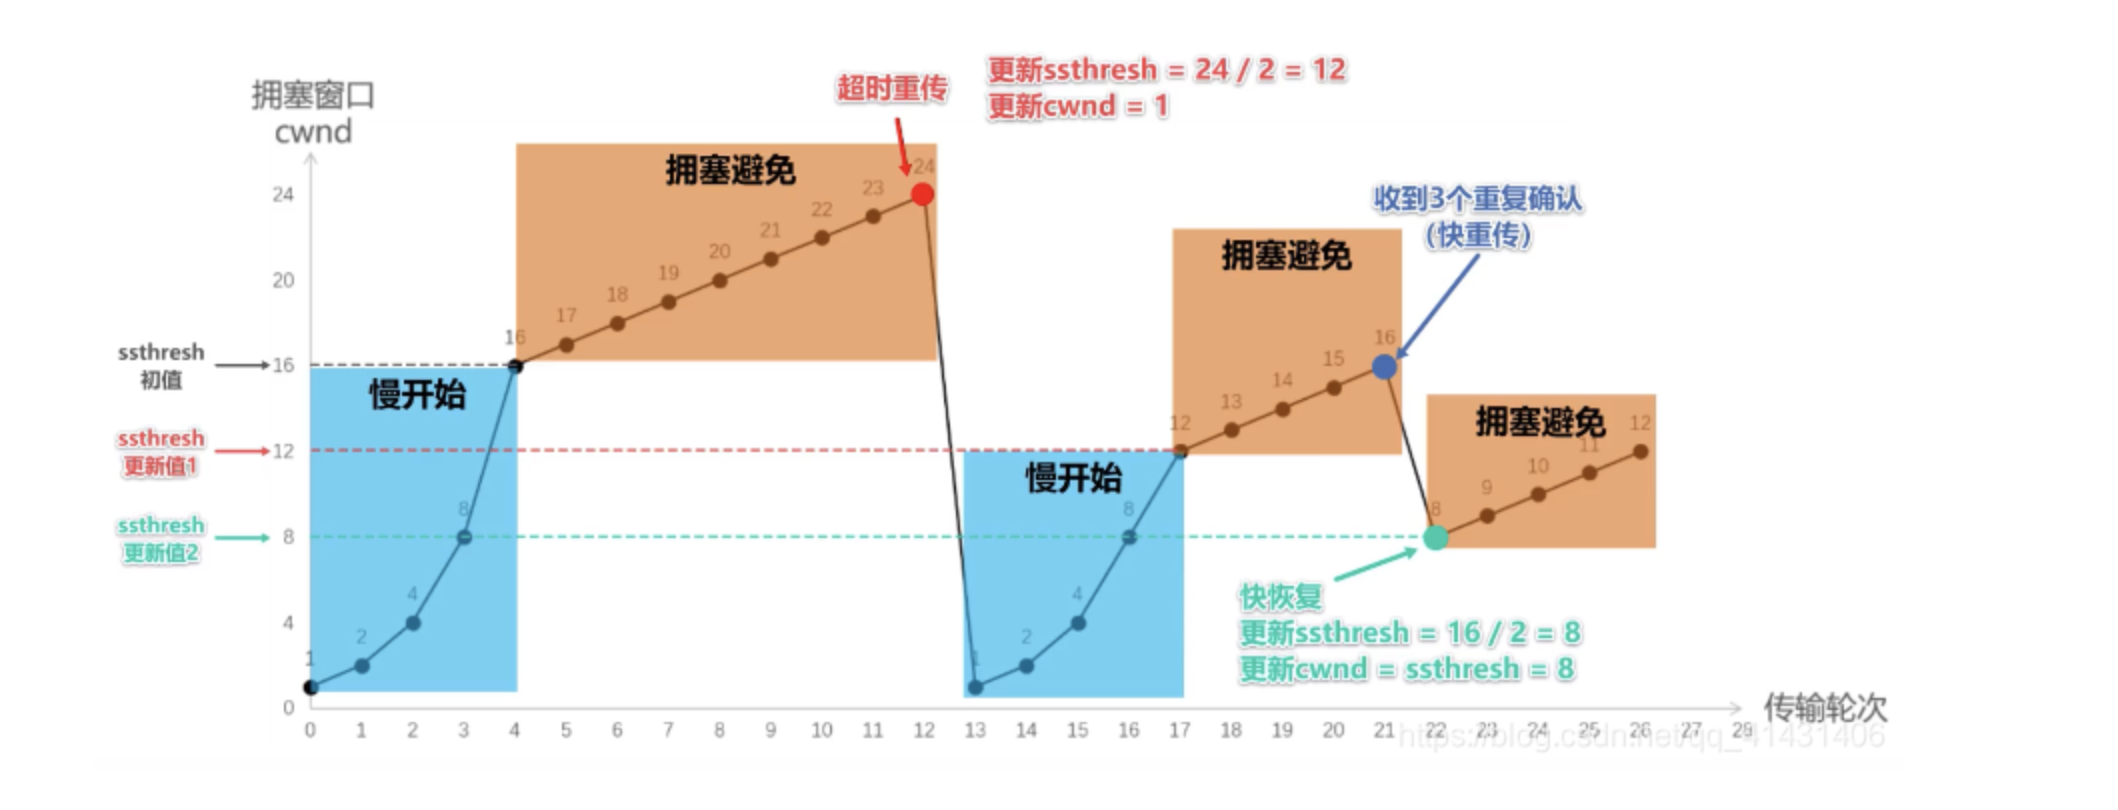 更新ssthresh = 24 / 2 = 12
更新cwnd = 1
超时重传
拥塞窗口
cwnd
拥塞避免
24
23
22
21
20
19
18
17
16
收到3个重复确认
(快重传)
拥塞避免
16
15
14
13
12
拥塞避免
12
11
10
9
8
24
20
16
12
8
4
0
ssthresh
初值
ssthresh
更新值1
ssthresh
更新值2
慢开始
8
4
2
1
慢开始
8
4
2
1
快恢复
更新ssthresh = 16 / 2 = 8
更新cwnd = ssthresh = 8
0 1 2 3 4 5 6 7 8 9 10 11 12 13 14 15 16 17 18 19 20 21 22 23 24 25 26 27 28
传输轮次
https://blog.csdn.net/qq_41431406